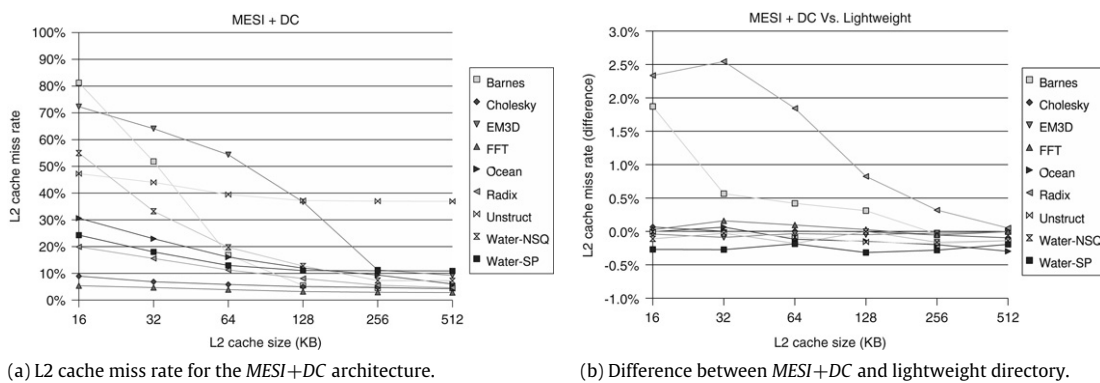 MESI + DC
L2 cache miss rate
100%
90%
80%
70%
60%
50%
40%
30%
20%
10%
0%
16 32 64 128 256 512
L2 cache size (KB)
Barnes
Cholesky
EM3D
FFT
Ocean
Radix
Unstruct
Water-NSQ
Water-SP
(a) L2 cache miss rate for the MESI+DC architecture.
MESI + DC Vs. Lightweight
L2 cache miss rate (difference)
3.0%
2.5%
2.0%
1.5%
1.0%
0.5%
0.0%
-0.5%
-1.0%
16 32 64 128 256 512
L2 cache size (KB)
Barnes
Cholesky
EM3D
FFT
Ocean
Radix
Unstruct
Water-NSQ
Water-SP
(b) Difference between MESI+DC and lightweight directory.